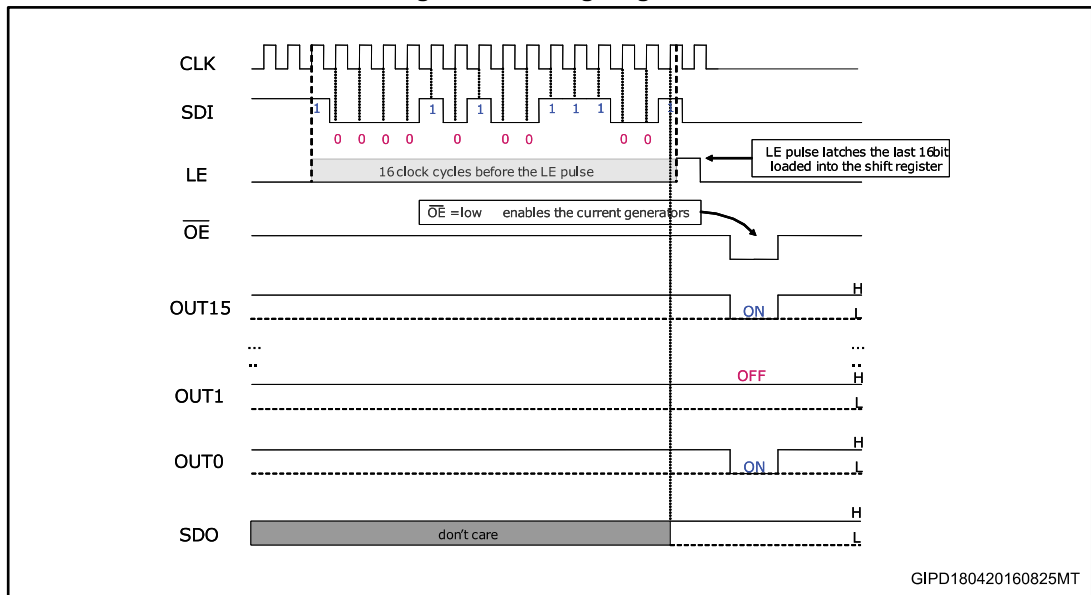 CLK
SDI
1 1 1 1 1 1 1
0 0 0 0 0 0 0 0 0
LE
16 clock cycles before the LE pulse
LE pulse latches the last 16bit
loaded into the shift register
OE =low enables the current generators
OE
OUT15
H
L
ON
...
..
...
..
OUT1
OFF
H
L
OUT0
H
L
ON
SDO
don't care
H
L
GIPD180420160825MT